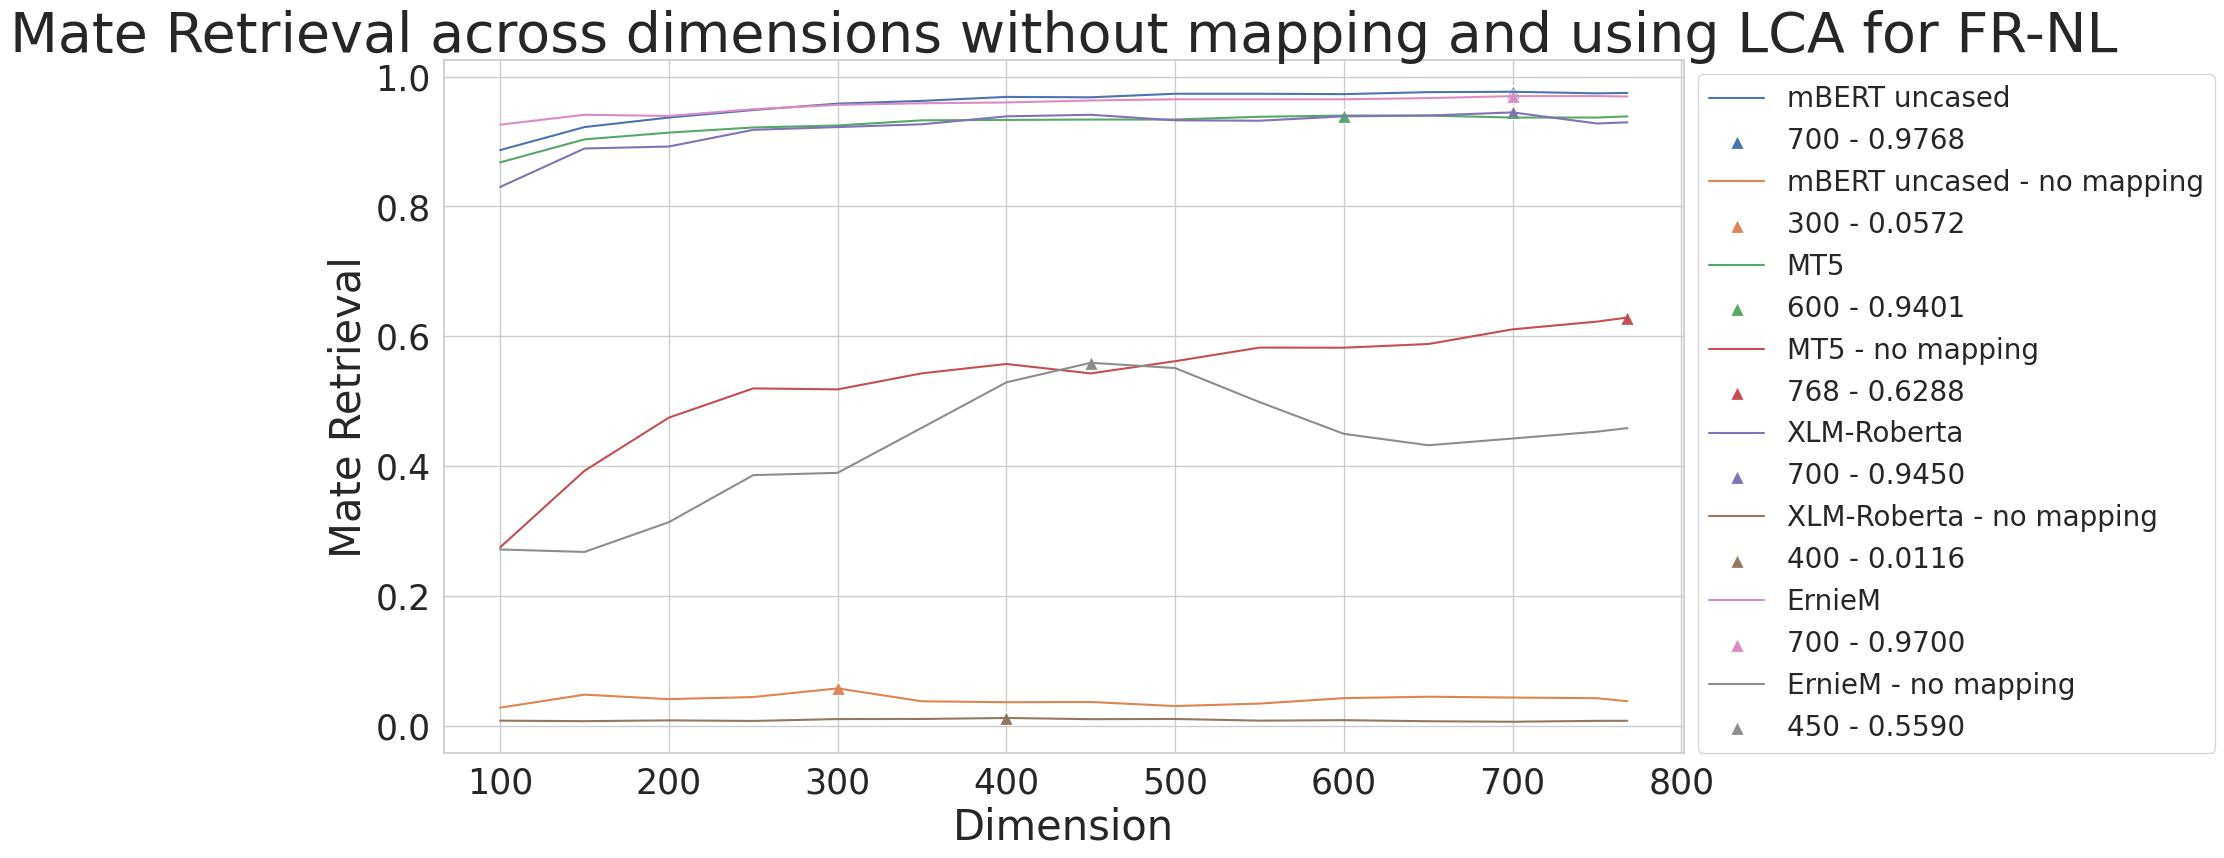 Mate Retrieval across dimensions without mapping and using LCA for FR-NL
Mate Retrieval
1.0
0.8
0.6
0.4
0.2
0.0
100 200 300 400 500 600 700 800
Dimension
mBERT uncased
700 - 0.9768
mBERT uncased - no mapping
300 - 0.0572
MT5
600 - 0.9401
MT5 - no mapping
768 - 0.6288
XLM-Roberta
700 - 0.9450
XLM-Roberta - no mapping
400 - 0.0116
ErnieM
700 - 0.9700
ErnieM - no mapping
450 - 0.5590